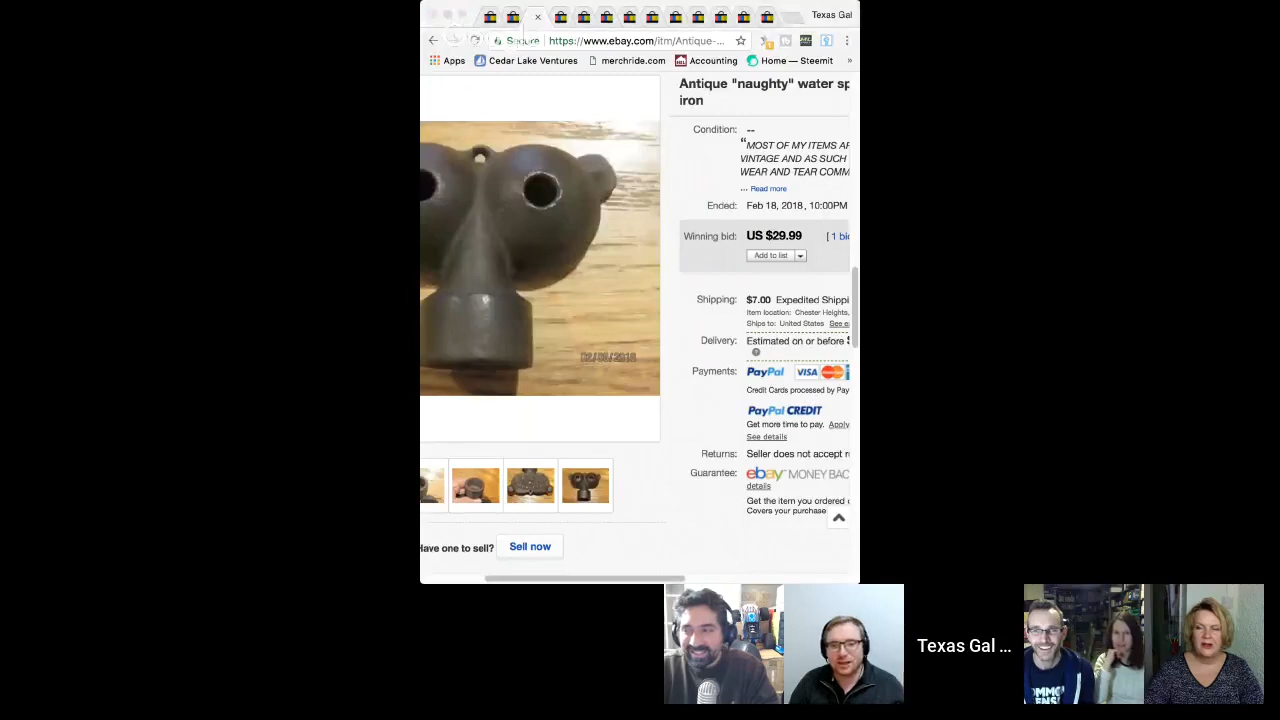 Texas Gal
Secure
https://www.ebay.com/itm/Antique-...
Apps
Cedar Lake Ventures
merchride.com
Accounting
Home — Steemit
»
Antique "naughty" water sp
iron
Condition:
--
“MOST OF MY ITEMS AR
VINTAGE AND AS SUCH
WEAR AND TEAR COMM
... Read more
Ended:
Feb 18, 2018 , 10:00PM
Winning bid:
US $29.99
[ 1 bid
Add to list
Shipping:
$7.00 Expedited Shippi
Item location: Chester Heights,
Ships to: United States See e
Delivery:
Estimated on or before
Payments:
PayPal VISA MasterCard
Credit Cards processed by Pay
PayPal CREDIT
Get more time to pay. Apply
See details
Returns:
Seller does not accept r
Guarantee:
ebay MONEY BAC
details
Get the item you ordered
Covers your purchase
Have one to sell?
Sell now
Texas Gal ...